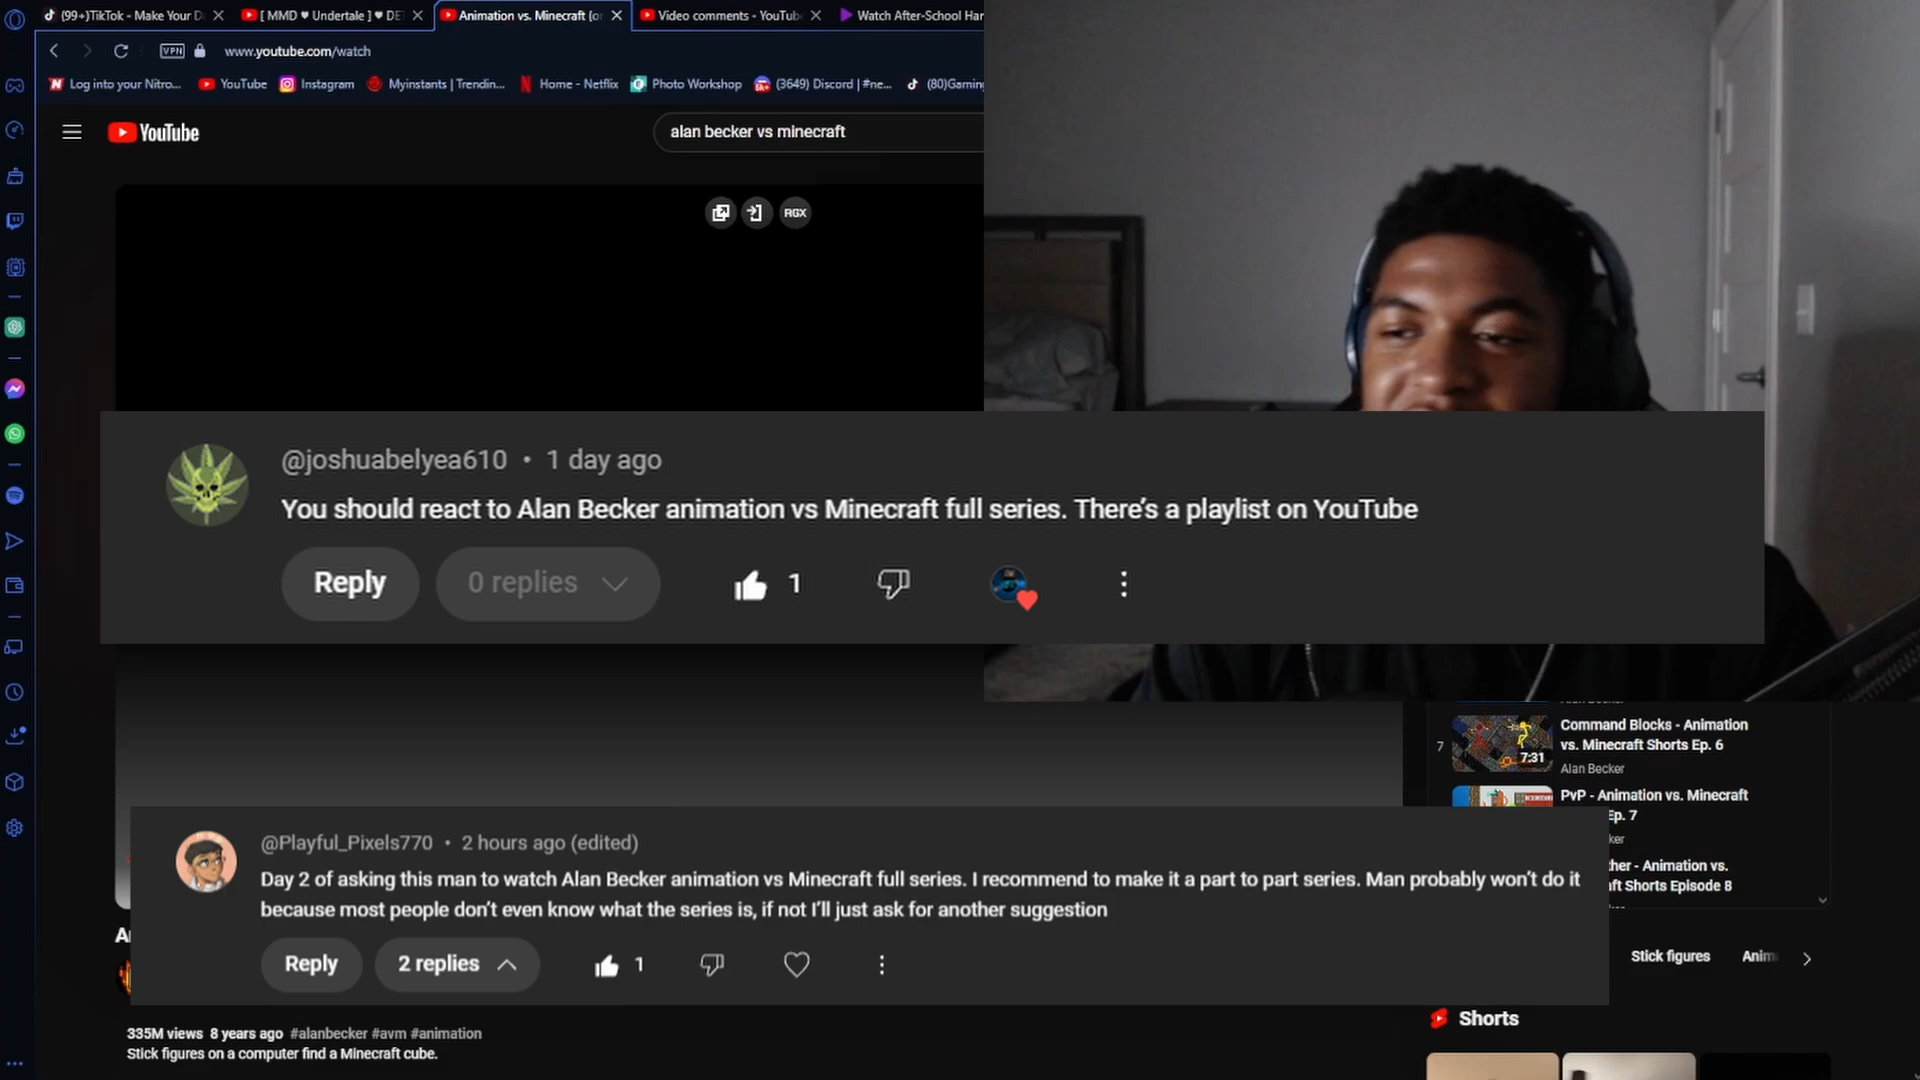 (99+)TikTok - Make Your D
[ MMD ♥ Undertale ] ♥ DE
Animation vs. Minecraft (or
Video comments - YouTub
Watch After-School Har
VPN
www.youtube.com/watch
Log into your Nitro...
YouTube
Instagram
Myinstants | Trendin...
Home - Netflix
Photo Workshop
(3649) Discord | #ne...
(80)Gaming
YouTube
alan becker vs minecraft
RGX
@joshuabelyea610 • 1 day ago
You should react to Alan Becker animation vs Minecraft full series. There's a playlist on YouTube
Reply
0 replies
1
Command Blocks - Animation
vs. Minecraft Shorts Ep. 6
7
7:31
Alan Becker
PvP - Animation vs. Minecraft
Ep. 7
ker
ther - Animation vs.
ft Shorts Episode 8
@Playful_Pixels770 • 2 hours ago (edited)
Day 2 of asking this man to watch Alan Becker animation vs Minecraft full series. I recommend to make it a part to part series. Man probably won't do it
because most people don't even know what the series is, if not I'll just ask for another suggestion
Reply
2 replies
1
Stick figures
Anim
335M views 8 years ago #alanbecker #avm #animation
Stick figures on a computer find a Minecraft cube.
Shorts